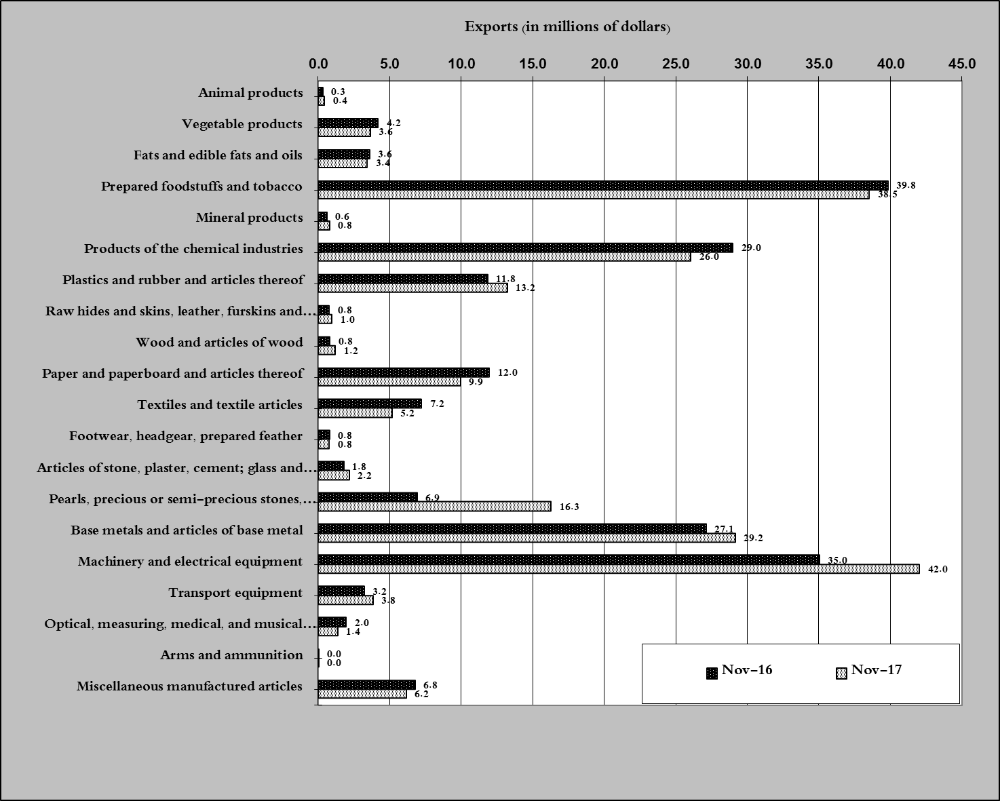 Exports (in millions of dollars)
0.0 5.0 10.0 15.0 20.0 25.0 30.0 35.0 40.0 45.0
Animal products 0.3
0.4
Vegetable products 4.2
3.6
Fats and edible fats and oils 3.6
3.4
Prepared foodstuffs and tobacco 39.8
38.5
Mineral products 0.6
0.8
Products of the chemical industries 29.0
26.0
Plastics and rubber and articles thereof 11.8
13.2
Raw hides and skins, leather, furskins and... 0.8
1.0
Wood and articles of wood 0.8
1.2
Paper and paperboard and articles thereof 12.0
9.9
Textiles and textile articles 7.2
5.2
Footwear, headgear, prepared feather 0.8
0.8
Articles of stone, plaster, cement; glass and... 1.8
2.2
Pearls, precious or semi-precious stones,... 6.9
16.3
Base metals and articles of base metal 27.1
29.2
Machinery and electrical equipment 35.0
42.0
Transport equipment 3.2
3.8
Optical, measuring, medical, and musical... 2.0
1.4
Arms and ammunition 0.0
0.0
Miscellaneous manufactured articles 6.8
6.2
Nov-16 Nov-17